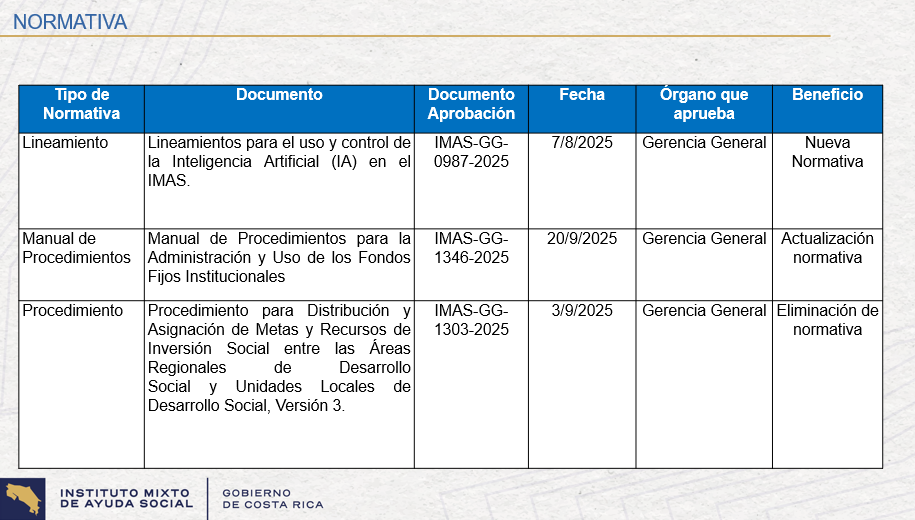 NORMATIVA
Tipo de
Normativa
Documento
Documento
Aprobación
Fecha
Órgano que
aprueba
Beneficio
Lineamiento
Lineamientos para el uso y control de
la Inteligencia Artificial (IA) en el
IMAS.
IMAS-GG-
0987-2025
7/8/2025
Gerencia General
Nueva
Normativa
Manual de
Procedimientos
Manual de Procedimientos para la
Administración y Uso de los Fondos
Fijos Institucionales
IMAS-GG-
1346-2025
20/9/2025
Gerencia General
Actualización
normativa
Procedimiento
Procedimiento para Distribución y
Asignación de Metas y Recursos de
Inversión Social entre las Áreas
Regionales de Desarrollo
Social y Unidades Locales de
Desarrollo Social, Versión 3.
IMAS-GG-
1303-2025
3/9/2025
Gerencia General
Eliminación de
normativa
INSTITUTO MIXTO
DE AYUDA SOCIAL
GOBIERNO
DE COSTA RICA